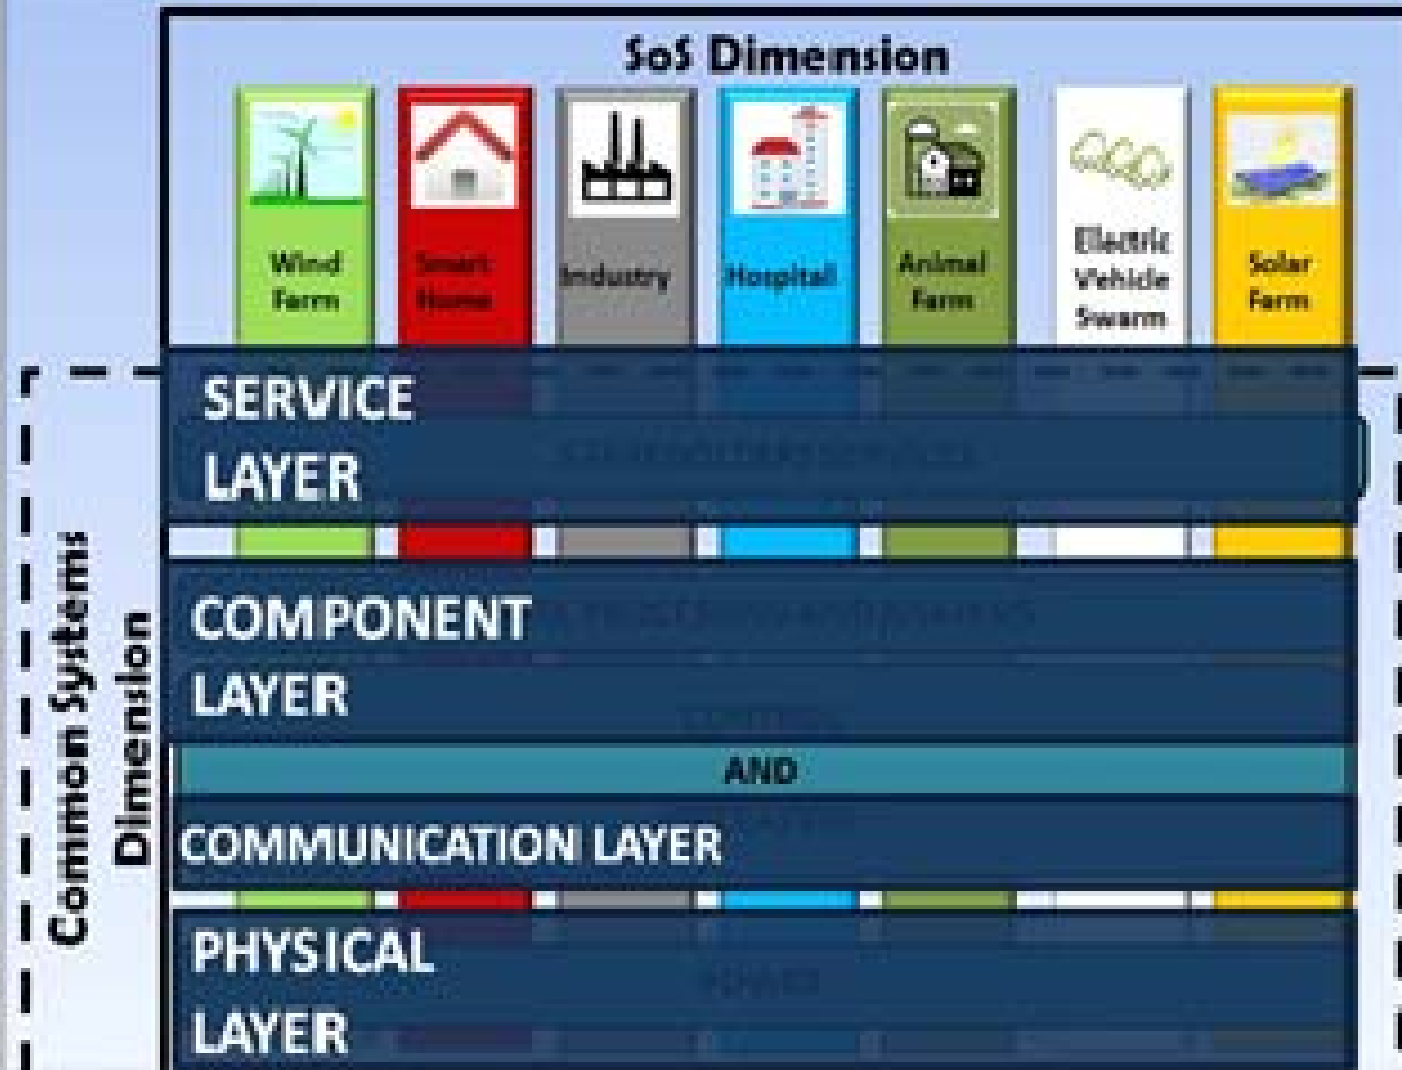 SoS Dimension
Wind
Farm
Smart
Home
Industry
Hospital
Animal
Farm
Electric
Vehicle
Swarm
Solar
Farm
Common Systems
Dimension
SERVICE
LAYER
COMPONENT
LAYER
AND
COMMUNICATION LAYER
PHYSICAL
LAYER